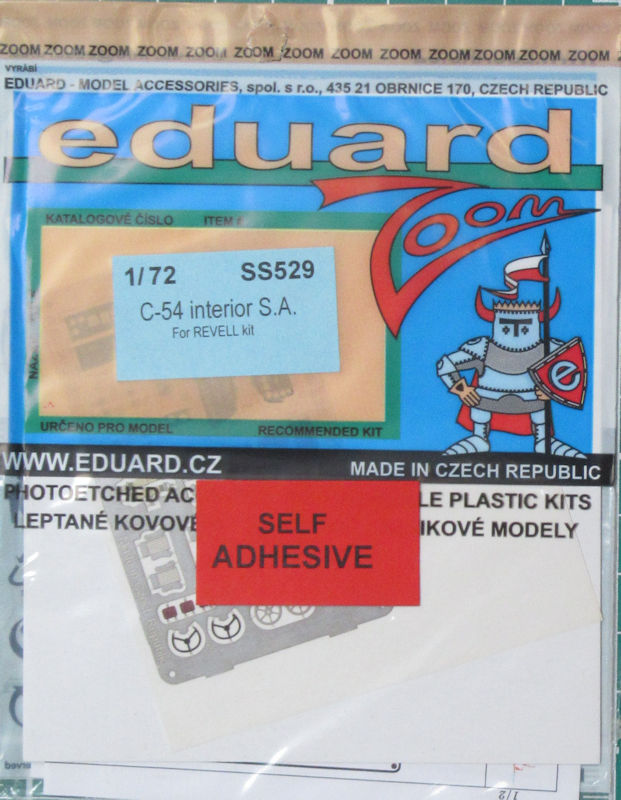 ZOOM ZOOM ZOOM ZOOM ZOOM ZOOM ZOOM ZOOM ZOOM ZOOM ZOOM ZOOM ZOOM
VYRÁBÍ
EDUARD - MODEL ACCESSORIES, spol. s r.o., 435 21 OBRNICE 170, CZECH REPUBLIC
eduard
ZOOM
KATALOGOVÉ ČÍSLO ITEM #
1/72 SS529
C-54 interior S.A.
For REVELL kit
e
URČENO PRO MODEL RECOMMENDED KIT
WWW.EDUARD.CZ MADE IN CZECH REPUBLIC
PHOTOETCHED AC LE PLASTIC KITS
LEPTANÉ KOVOVÉ IKOVÉ MODELY
SELF
ADHESIVE
1/2